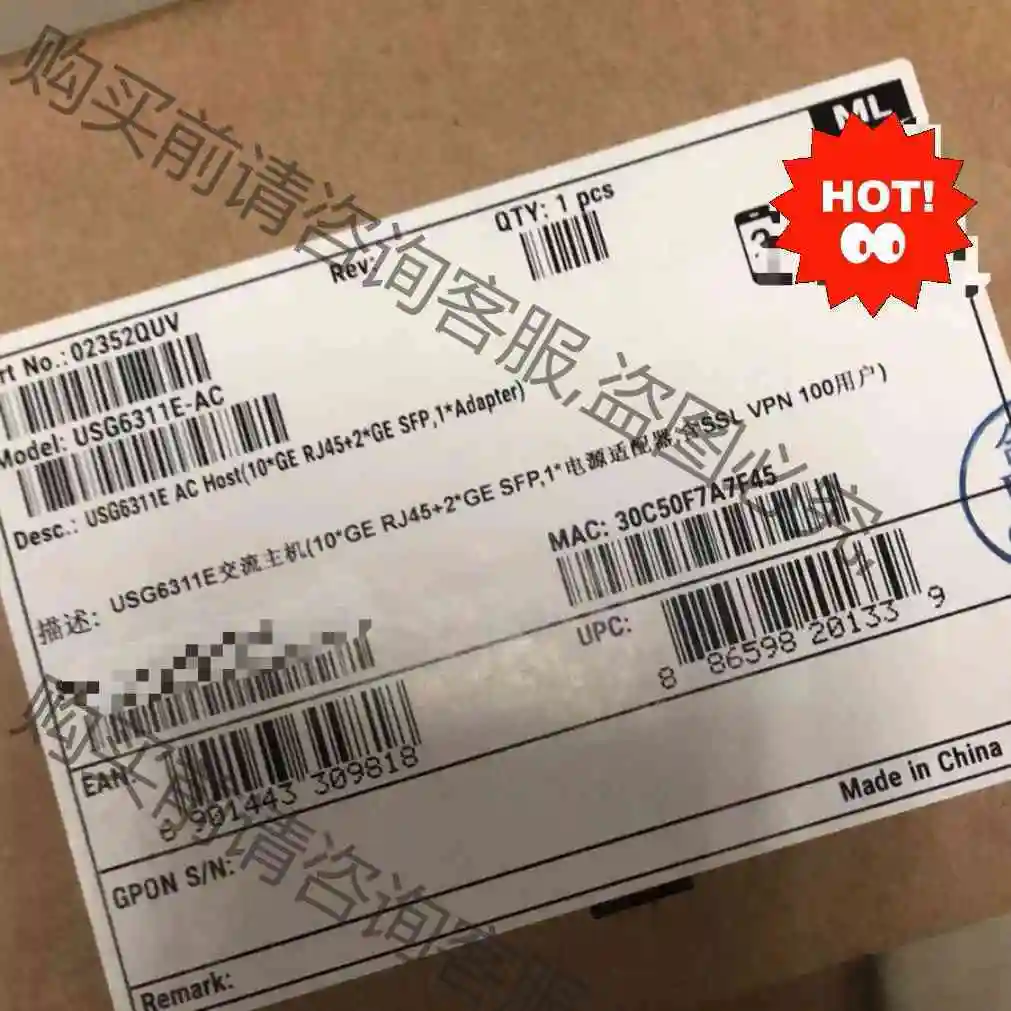 购买前请咨询客服,盗图必究
ML
HOT!
QTY: 1 pcs
Rev:
rt No.: 02352QUV
Model: USG6311E-AC
Desc.: USG6311E AC Host(10*GE RJ45+2*GE SFP,1*Adapter)
描述: USG6311E交流主机(10*GE RJ45+2*GE SFP,1*电源适配器,含SSL VPN 100用户)
MAC: 30C50F7A7F45
UPC:
8 86598 20133 9
EAN:
6 901443 309818
Made in China
GPON S/N:
Remark:
购买前请咨询客服